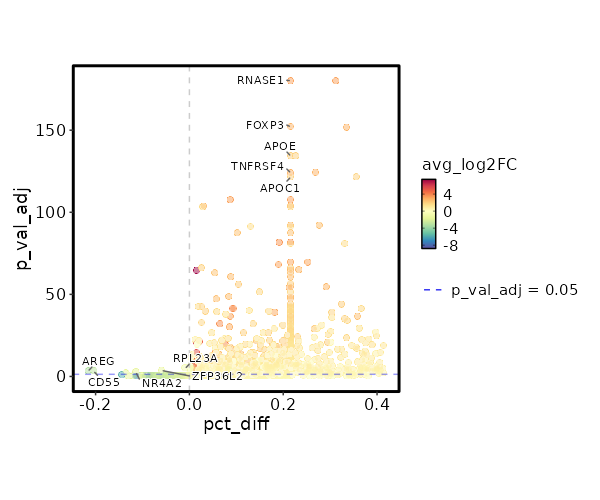 RNASE1
FOXP3
APOE
TNFRSF4
APOC1
AREG
CD55
NR4A2
RPL23A
ZFP36L2
150
100
50
0
-0.2
0.0
0.2
0.4
pct_diff
p_val_adj
avg_log2FC
4
0
-4
-8
p_val_adj = 0.05